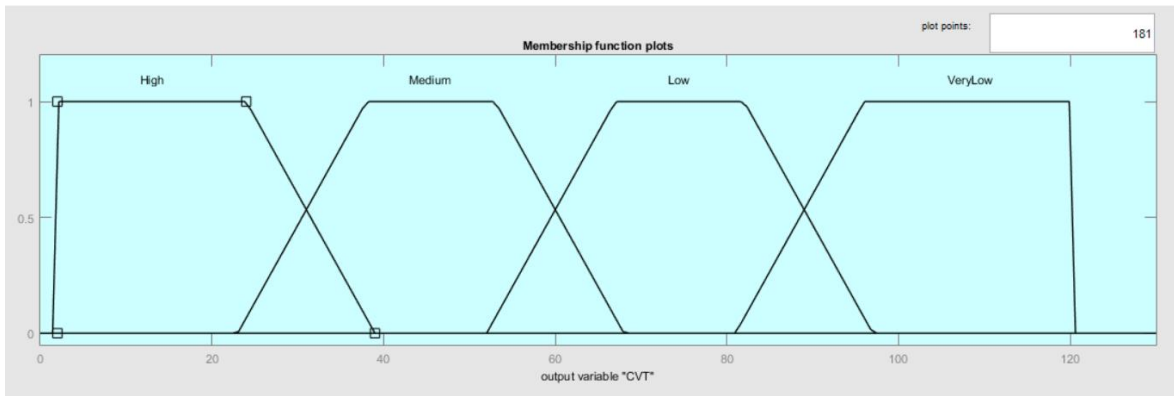 plot points:
181
Membership function plots
High Medium Low VeryLow
1
0.5
0
0 20 40 60 80 100 120
output variable "CVT"